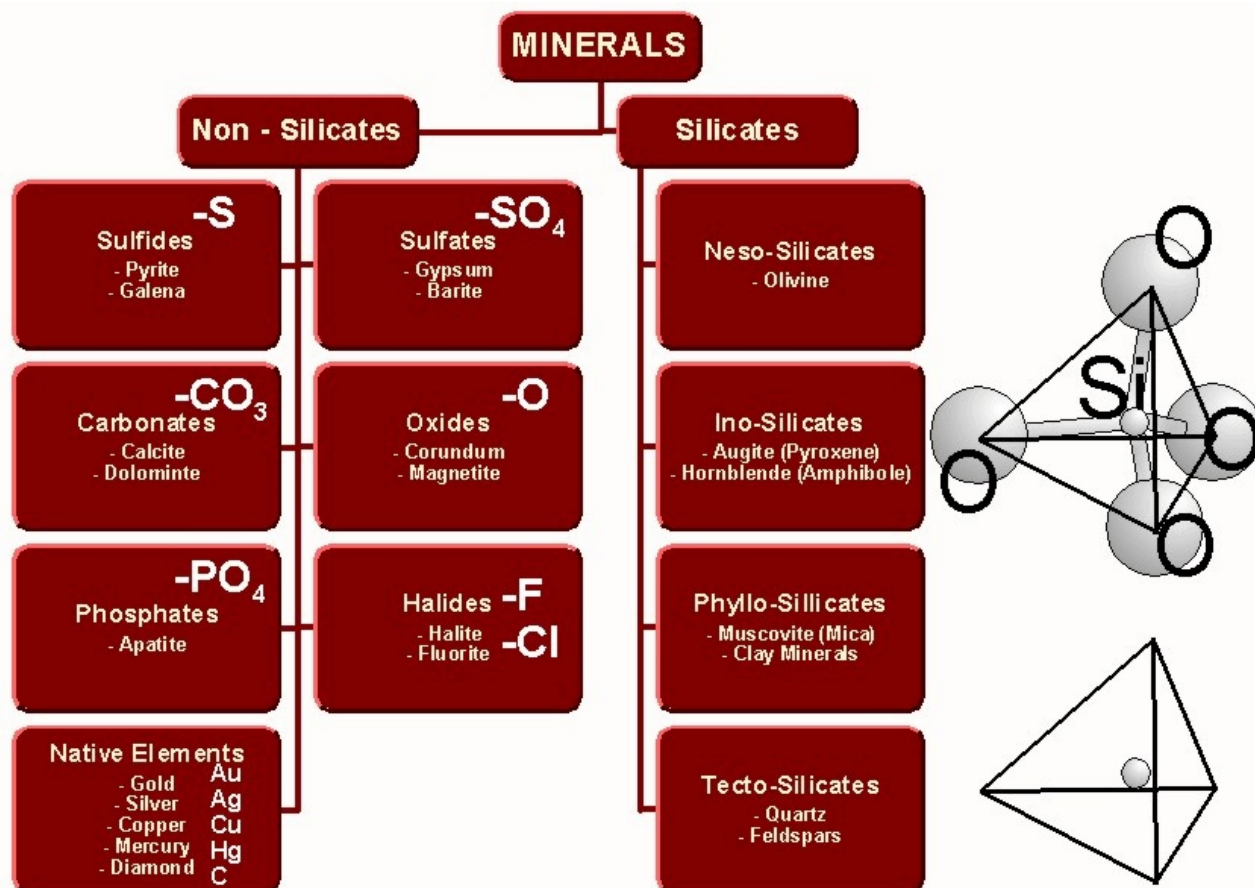 MINERALS
Non - Silicates
Silicates
-S
Sulfides
- Pyrite
- Galena
-SO₄
Sulfates
- Gypsum
- Barite
Neso-Silicates
- Olivine
-CO₃
Carbonates
- Calcite
- Dolominte
-O
Oxides
- Corundum
- Magnetite
Ino-Silicates
- Augite (Pyroxene)
- Hornblende (Amphibole)
-PO₄
Phosphates
- Apatite
Halides -F
- Halite
- Fluorite -Cl
Phyllo-Sillicates
- Muscovite (Mica)
- Clay Minerals
Native Elements
- Gold Au
- Silver Ag
- Copper Cu
- Mercury Hg
- Diamond C
Tecto-Silicates
- Quartz
- Feldspars
O
Si
O
O
O